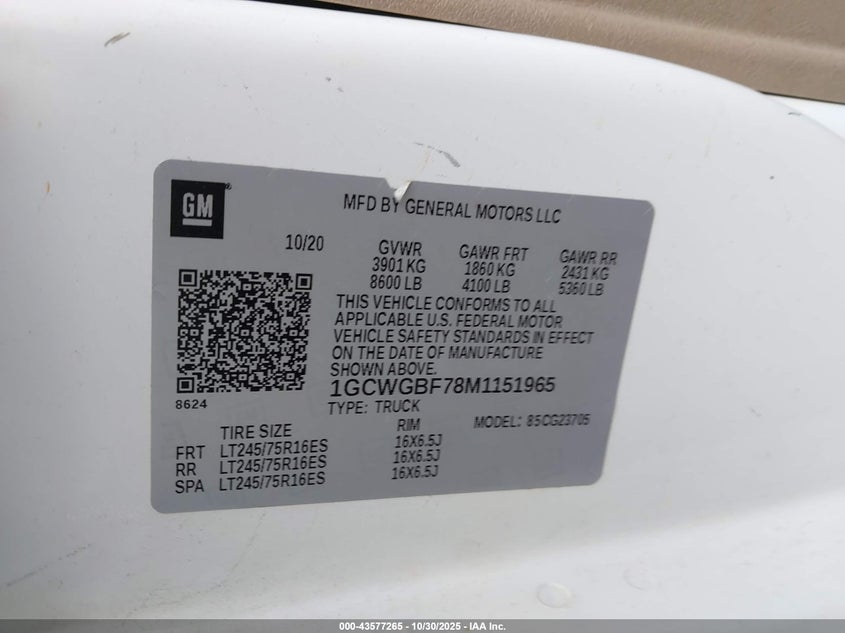 GM®
MFD BY GENERAL MOTORS LLC
10/20
GVWR GAWR FRT GAWR RR
3901 KG 1860 KG 2431 KG
8600 LB 4100 LB 5360 LB
THIS VEHICLE CONFORMS TO ALL
APPLICABLE U.S. FEDERAL MOTOR
VEHICLE SAFETY STANDARDS IN EFFECT
ON THE DATE OF MANUFACTURE
SHOWN ABOVE.
1GCWGBF78M1151965
8624
TYPE: TRUCK
MODEL: 85CG23705
TIRE SIZE RIM
FRT LT245/75R16ES 16X6.5J
RR LT245/75R16ES 16X6.5J
SPA LT245/75R16ES 16X6.5J
000-43577265 - 10/30/2025 - IAA Inc.